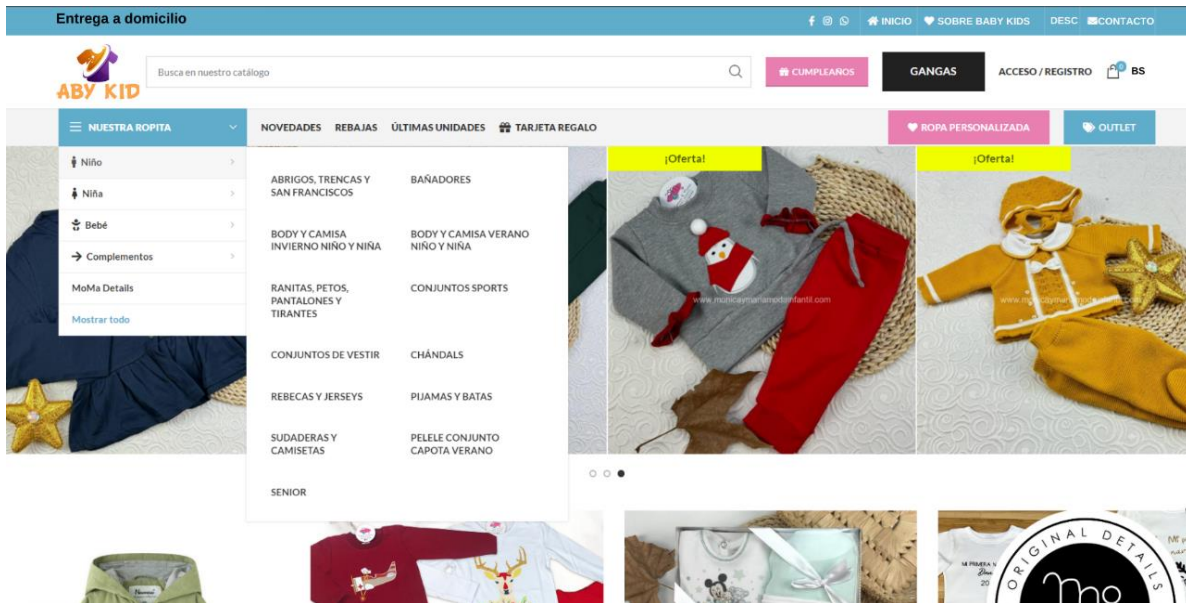 Entrega a domicilio
INICIO SOBRE BABY KIDS DESC CONTACTO
ABY KID
Busca en nuestro catálogo
CUMPLEAÑOS
GANGAS
ACCESO / REGISTRO
0
BS
NUESTRA ROPITA
NOVEDADES REBAJAS ÚLTIMAS UNIDADES TARJETA REGALO
ROPA PERSONALIZADA
OUTLET
Niño
Niña
Bebé
Complementos
MoMa Details
Mostrar todo
ABRIGOS, TRENCAS Y
SAN FRANCISCOS
BAÑADORES
BODY Y CAMISA
INVIERNO NIÑO Y NIÑA
BODY Y CAMISA VERANO
NIÑO Y NIÑA
RANITAS, PETOS,
PANTALONES Y
TIRANTES
CONJUNTOS SPORTS
CONJUNTOS DE VESTIR
CHÁNDALS
REBECAS Y JERSEYS
PIJAMAS Y BATAS
SUDADERAS Y
CAMISETAS
PELELE CONJUNTO
CAPOTA VERANO
SENIOR
¡Oferta!
¡Oferta!
www.monicaymariamodainfantil.com
ORIGINAL DETAILS
mo